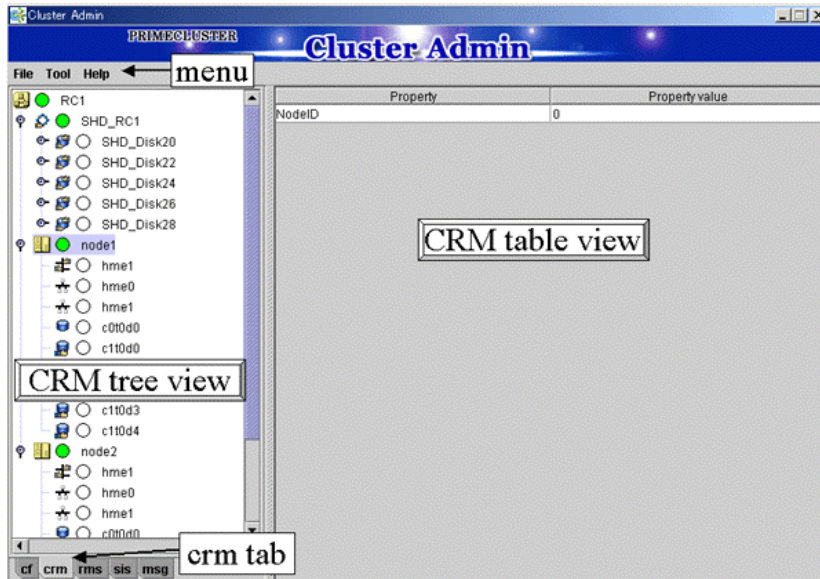 Cluster Admin
PRIMECLUSTER
Cluster Admin
File Tool Help
menu
RC1
SHD_RC1
SHD_Disk20
SHD_Disk22
SHD_Disk24
SHD_Disk26
SHD_Disk28
node1
hme1
hme0
hme1
c0t0d0
c1t0d0
CRM tree view
c1t0d3
c1t0d4
node2
hme1
hme0
hme1
c0t0d0
crm tab
cf crm rms sis msg
Property Property value
NodeID 0
CRM table view